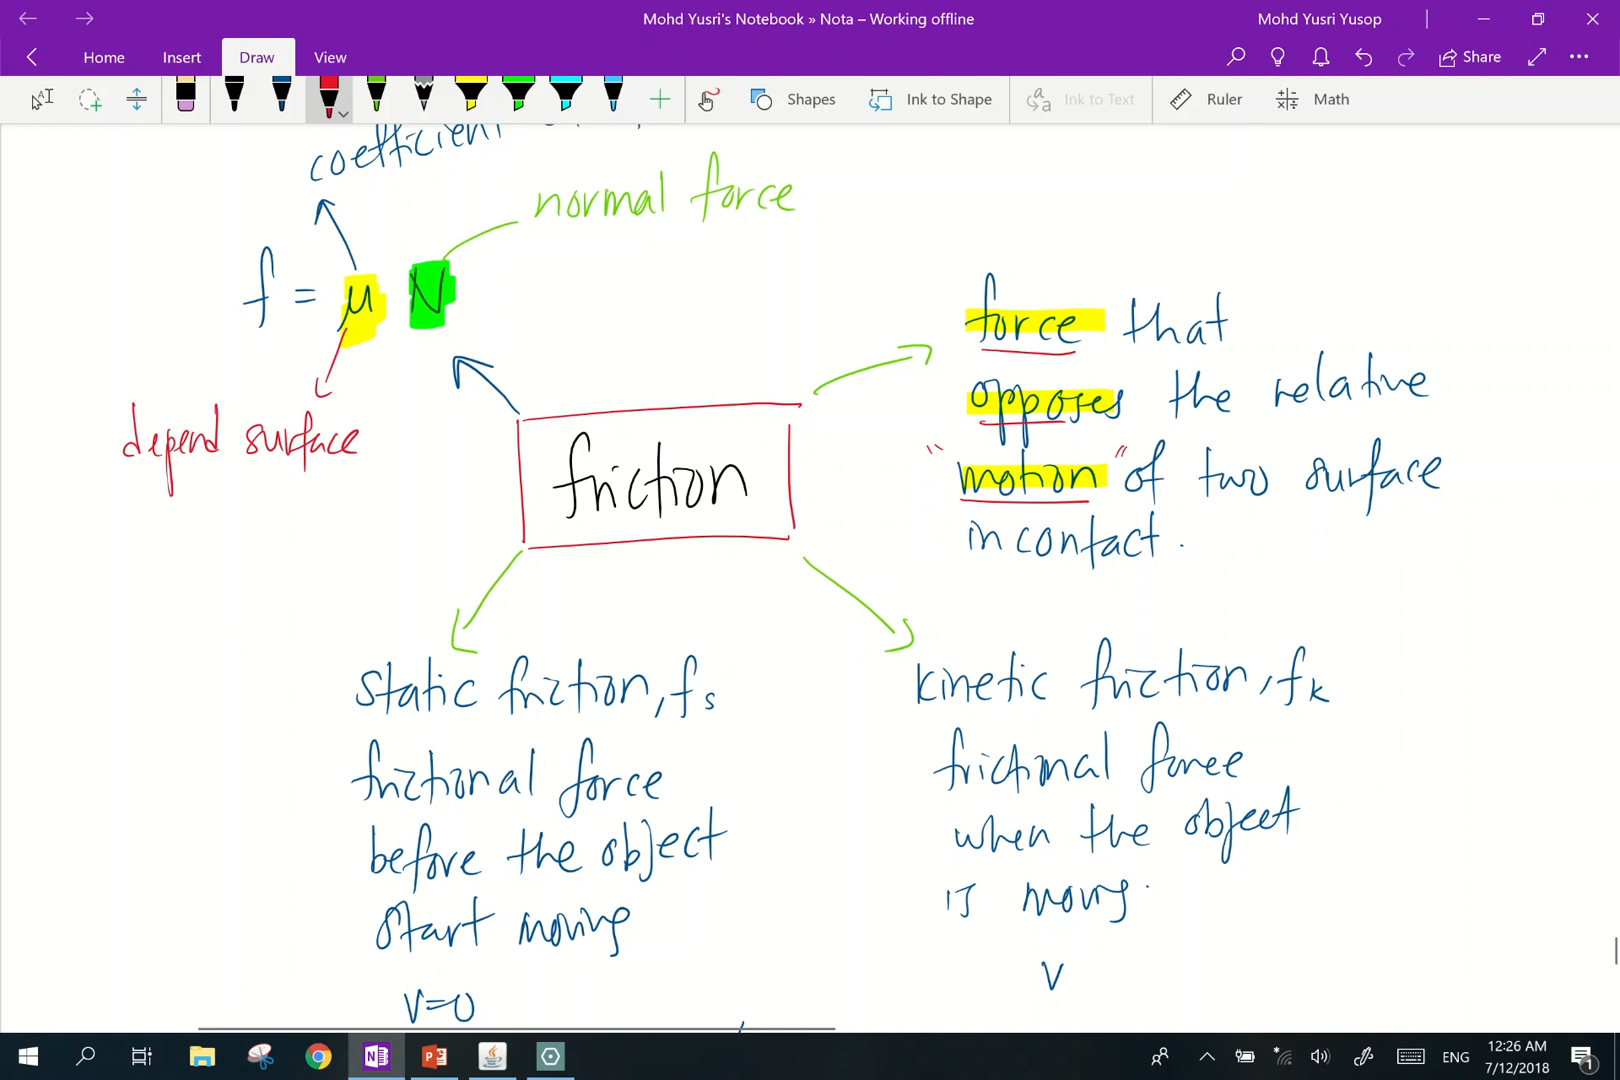 Mohd Yusri's Notebook » Nota – Working offline
Mohd Yusri Yusop
Home
Insert
Draw
View
Share
Shapes
Ink to Shape
Ink to Text
Ruler
Math
coefficient
normal force
f = μ N
depend surface
friction
force that
opposes the relative
"motion" of two surface
in contact.
static friction, fs
frictional force
before the object
start moving
v=0
kinetic friction, fk
frictional force
when the object
is moving.
v
ENG
12:26 AM
7/12/2018
1